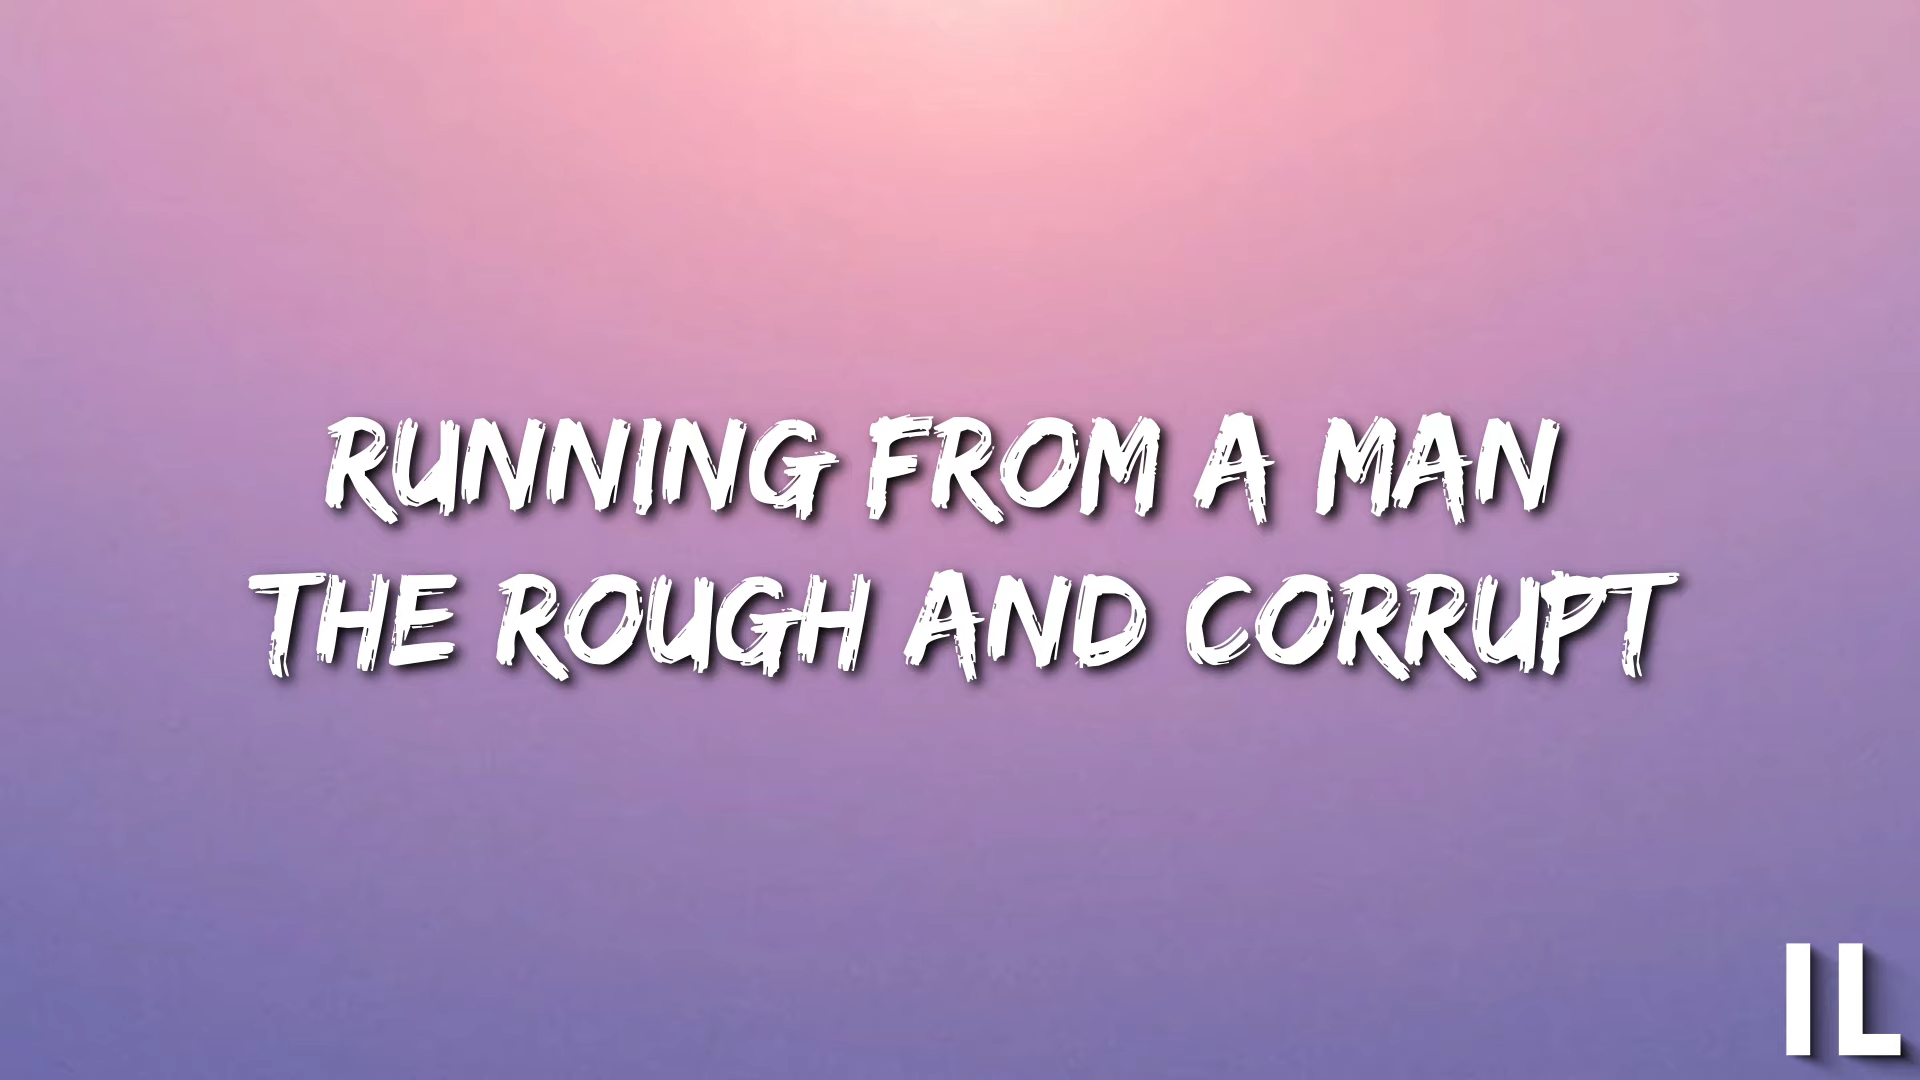 RUNNING FROM A MAN
THE ROUGH AND CORRUPT
IL